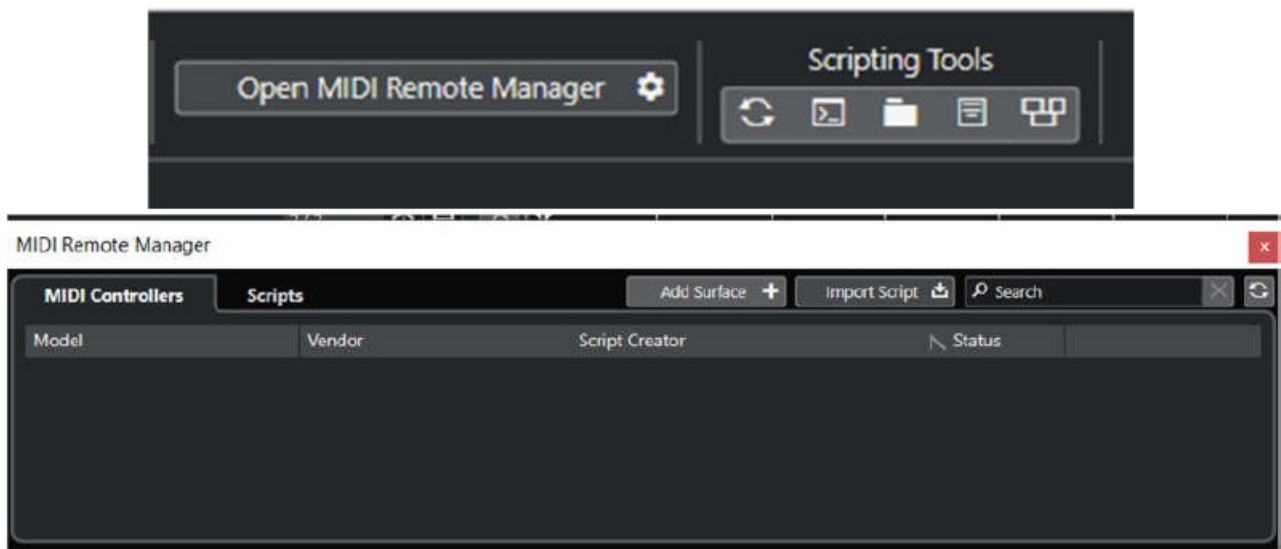 Open MIDI Remote Manager
Scripting Tools
MIDI Remote Manager
MIDI Controllers Scripts Add Surface Import Script Search
Model Vendor Script Creator Status